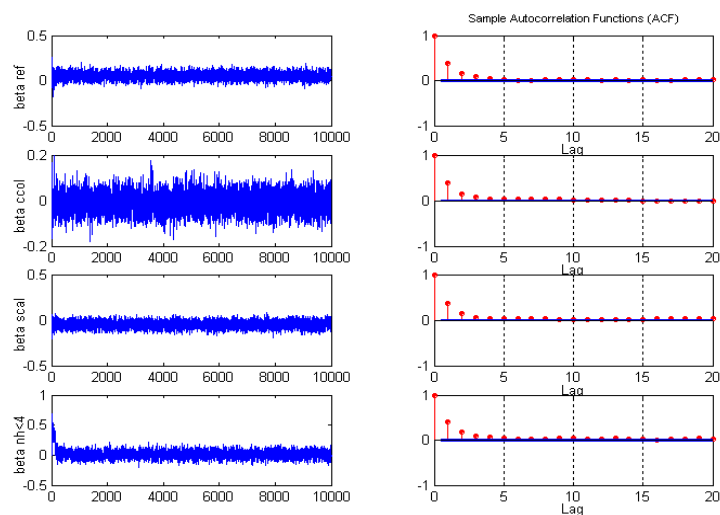 Sample Autocorrelation Functions (ACF)
0.5
0
-0.5
beta ref
0 2000 4000 6000 8000 10000
1
0
-1
0 5 10 15 20
Lag
0.2
0
-0.2
beta ccol
0 2000 4000 6000 8000 10000
1
0
-1
0 5 10 15 20
Lag
0.5
0
-0.5
beta scal
0 2000 4000 6000 8000 10000
1
0
-1
0 5 10 15 20
Lag
1
0.5
0
-0.5
beta nh<4
0 2000 4000 6000 8000 10000
1
0
-1
0 5 10 15 20
Lag